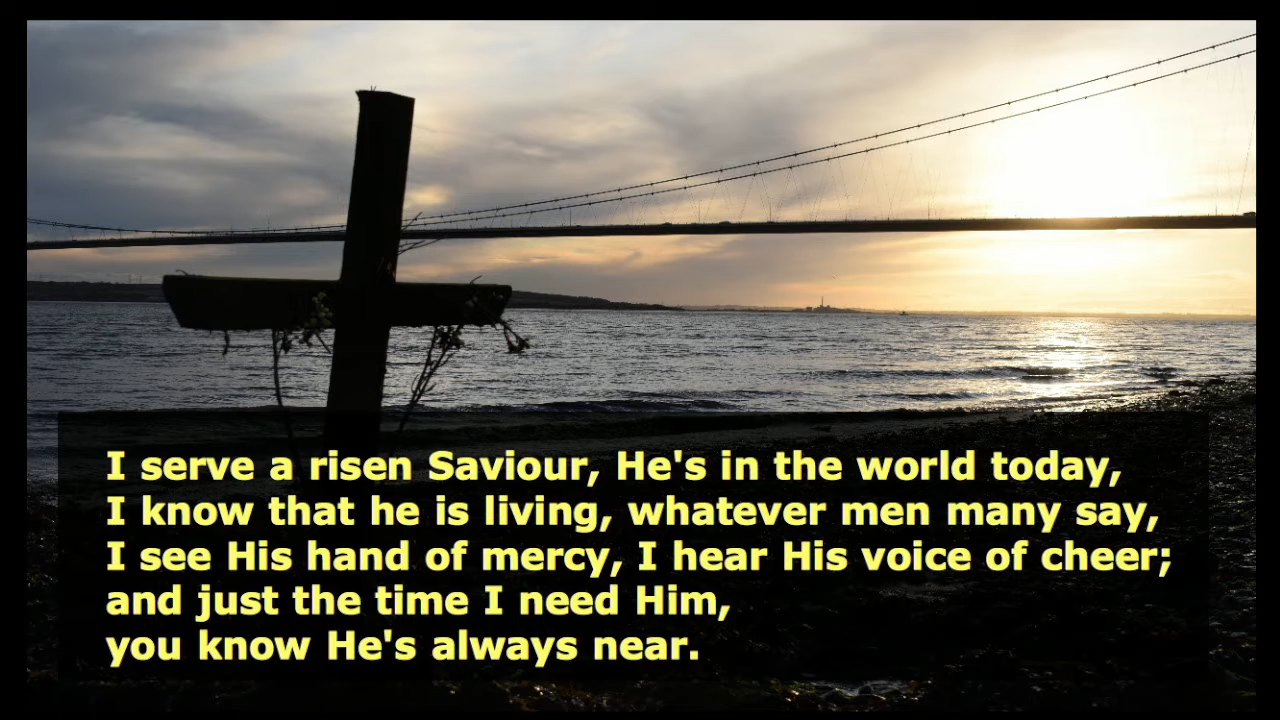 I serve a risen Saviour, He's in the world today,
I know that he is living, whatever men many say,
I see His hand of mercy, I hear His voice of cheer;
and just the time I need Him,
you know He's always near.